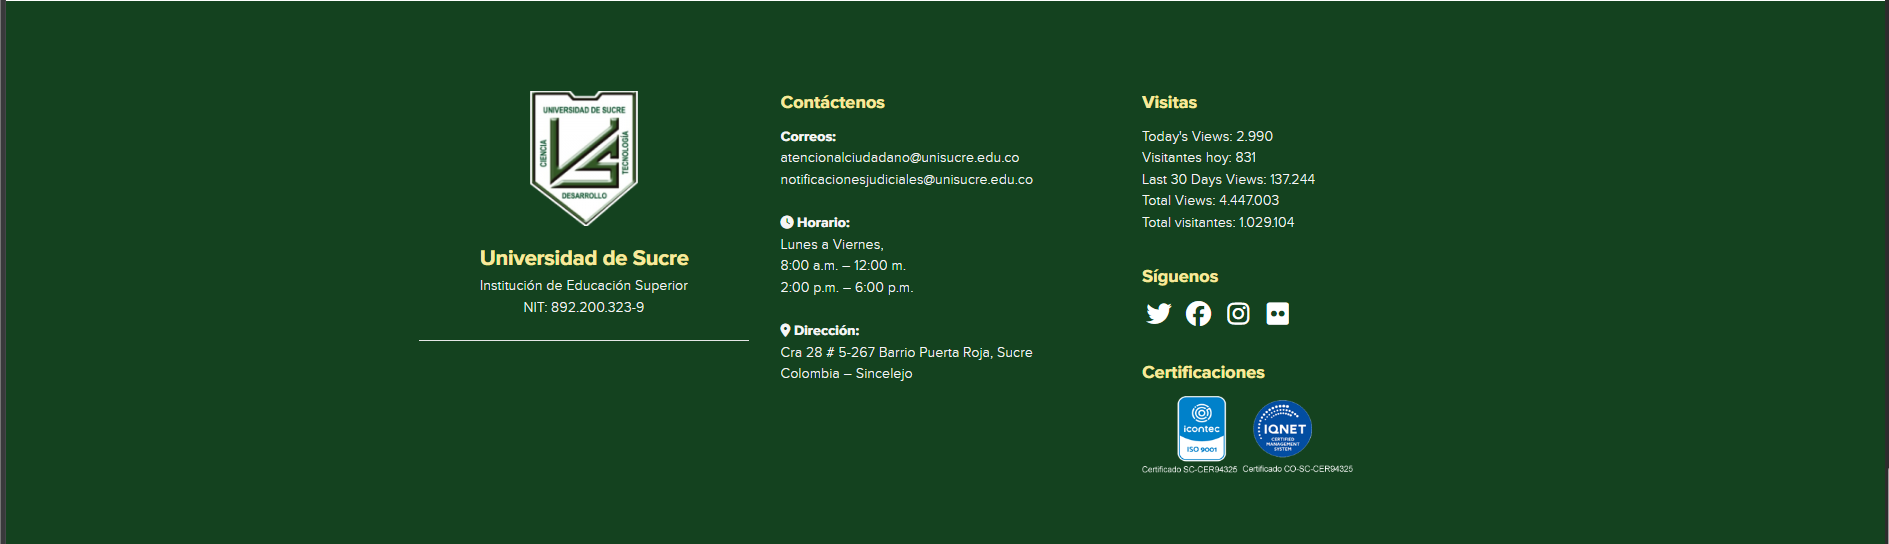 UNIVERSIDAD DE SUCRE
CIENCIA
TECNOLOGÍA
DESARROLLO
Universidad de Sucre
Institución de Educación Superior
NIT: 892.200.323-9
Contáctenos
Correos:
atencionalciudadano@unisucre.edu.co
notificacionesjudiciales@unisucre.edu.co
Horario:
Lunes a Viernes,
8:00 a.m. – 12:00 m.
2:00 p.m. – 6:00 p.m.
Dirección:
Cra 28 # 5-267 Barrio Puerta Roja, Sucre
Colombia – Sincelejo
Visitas
Today's Views: 2.990
Visitantes hoy: 831
Last 30 Days Views: 137.244
Total Views: 4.447.003
Total visitantes: 1.029.104
Síguenos
Certificaciones
icontec
ISO 9001
Certificado SC-CER94325
IQNET
CERTIFIED
MANAGEMENT
SYSTEM
Certificado CO-SC-CER94325